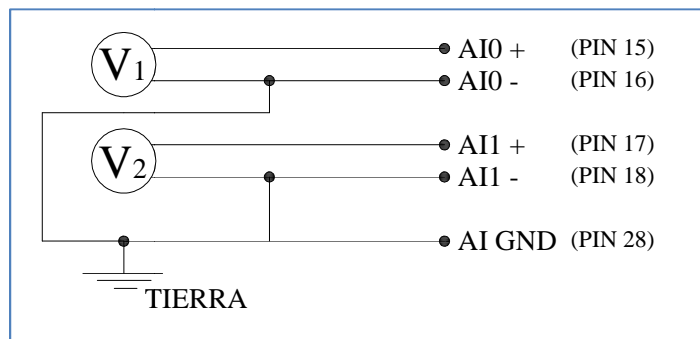 V1 AI0 + (PIN 15)
AI0 - (PIN 16)
V2 AI1 + (PIN 17)
AI1 - (PIN 18)
AI GND (PIN 28)
TIERRA